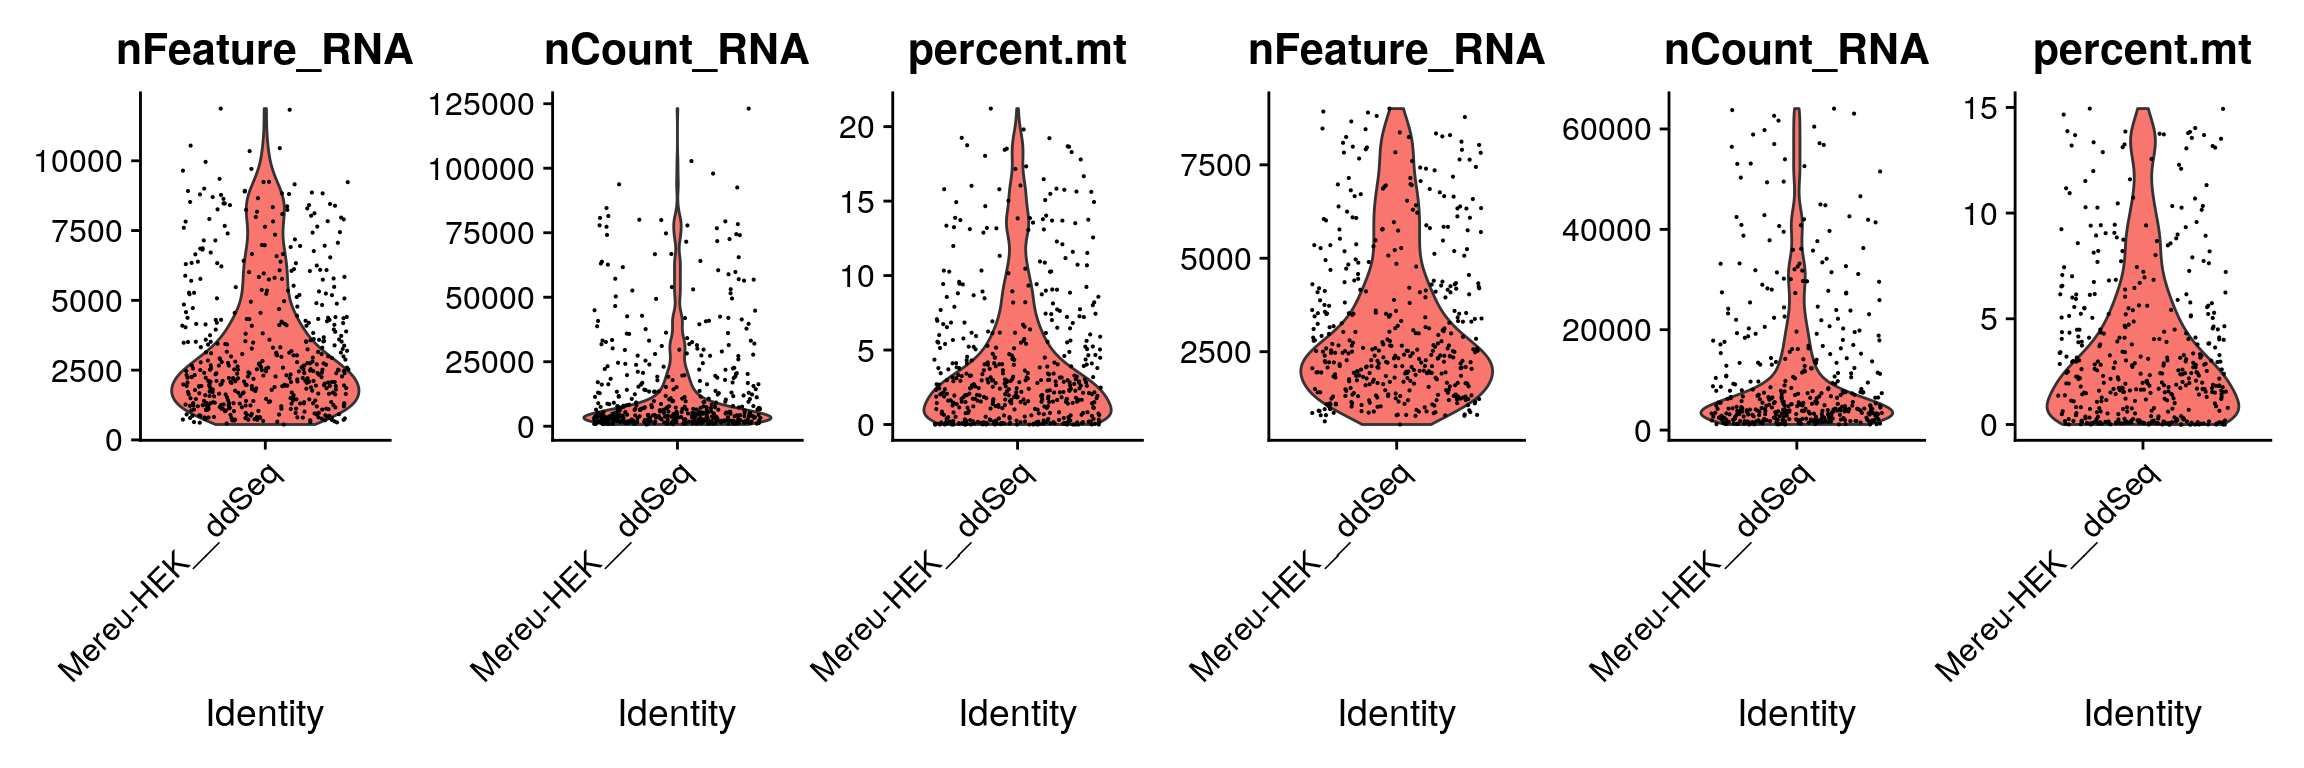 nFeature_RNA
10000
7500
5000
2500
0
Mereu-HEK__ddSeq
Identity
nCount_RNA
125000
100000
75000
50000
25000
0
Mereu-HEK__ddSeq
Identity
percent.mt
20
15
10
5
0
Mereu-HEK__ddSeq
Identity
nFeature_RNA
7500
5000
2500
Mereu-HEK__ddSeq
Identity
nCount_RNA
60000
40000
20000
0
Mereu-HEK__ddSeq
Identity
percent.mt
15
10
5
0
Mereu-HEK__ddSeq
Identity